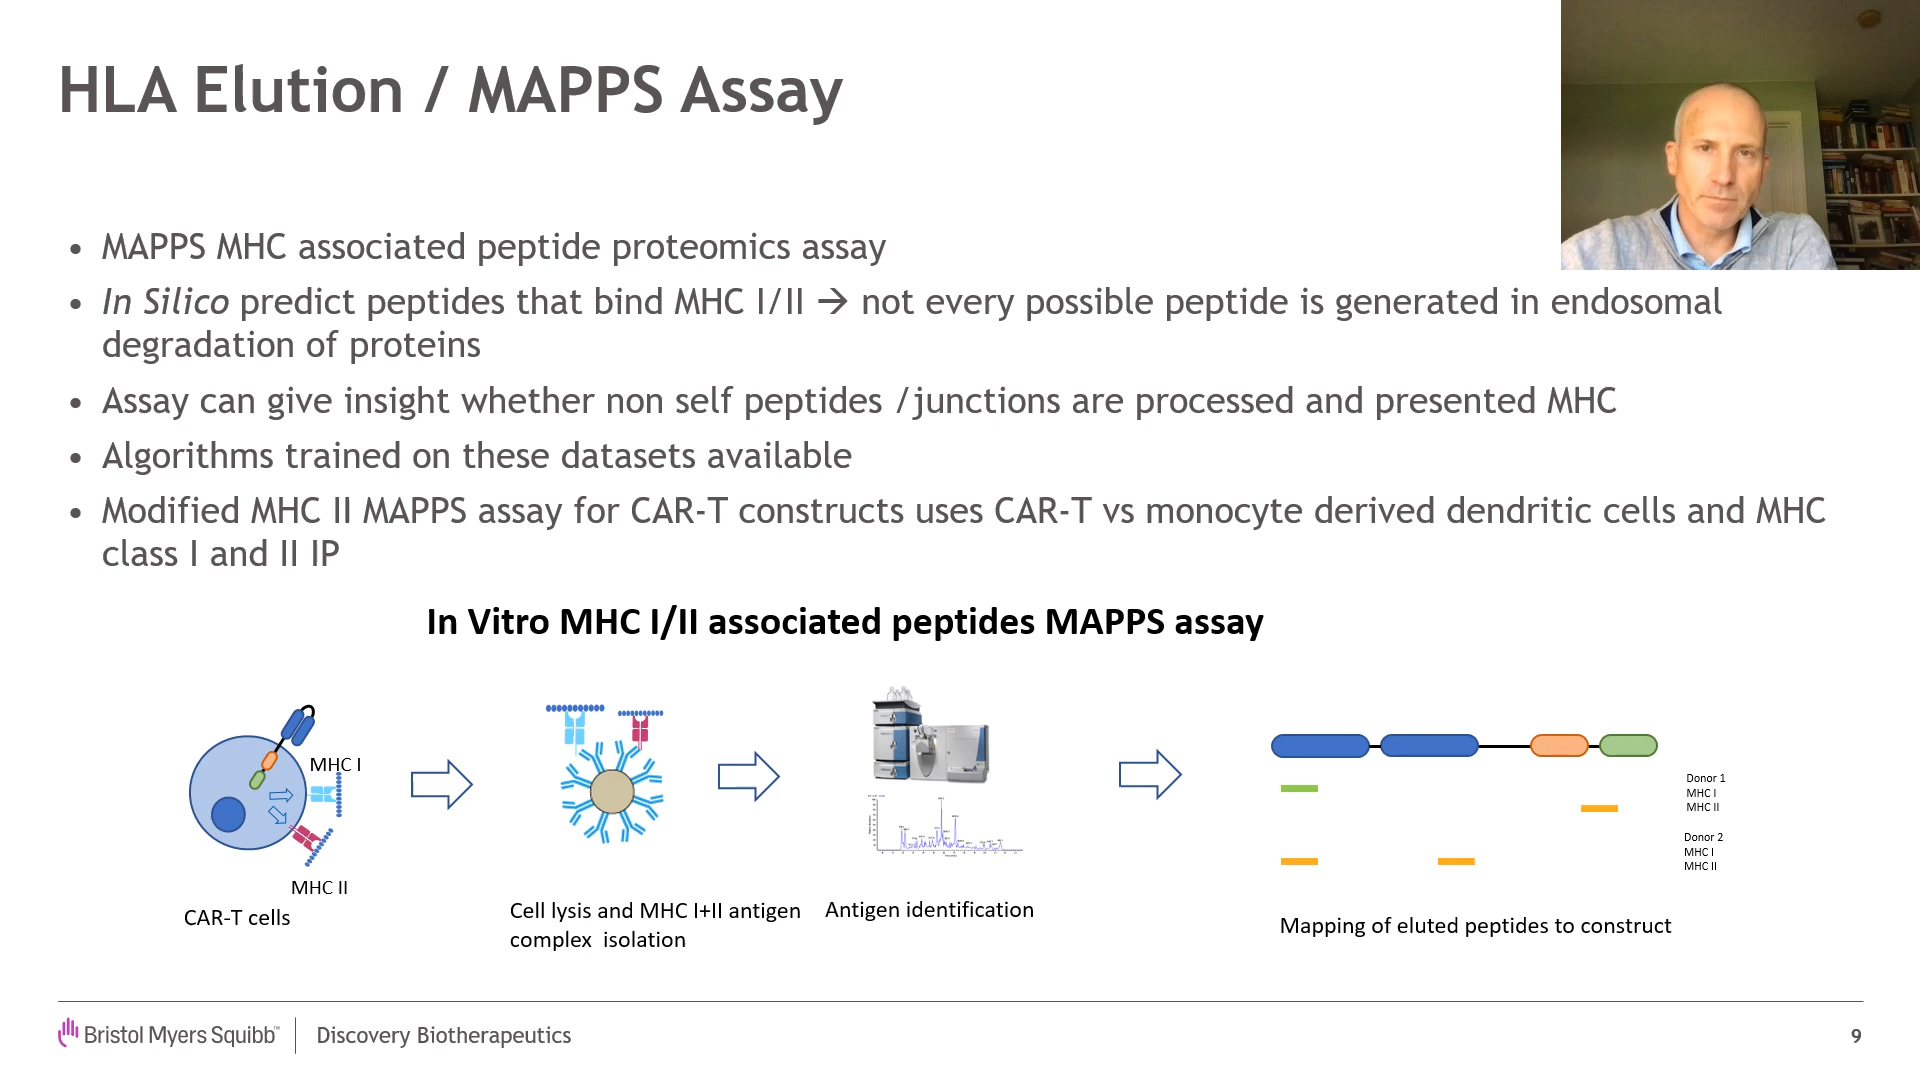 HLA Elution / MAPPS Assay
• MAPPS MHC associated peptide proteomics assay
• In Silico predict peptides that bind MHC I/II → not every possible peptide is generated in endosomal
degradation of proteins
• Assay can give insight whether non self peptides /junctions are processed and presented MHC
• Algorithms trained on these datasets available
• Modified MHC II MAPPS assay for CAR-T constructs uses CAR-T vs monocyte derived dendritic cells and MHC
class I and II IP
In Vitro MHC I/II associated peptides MAPPS assay
MHC I
MHC II
CAR-T cells
Cell lysis and MHC I+II antigen
complex isolation
Antigen identification
Donor 1
MHC I
MHC II
Donor 2
MHC I
MHC II
Mapping of eluted peptides to construct
Bristol Myers Squibb™
Discovery Biotherapeutics
9